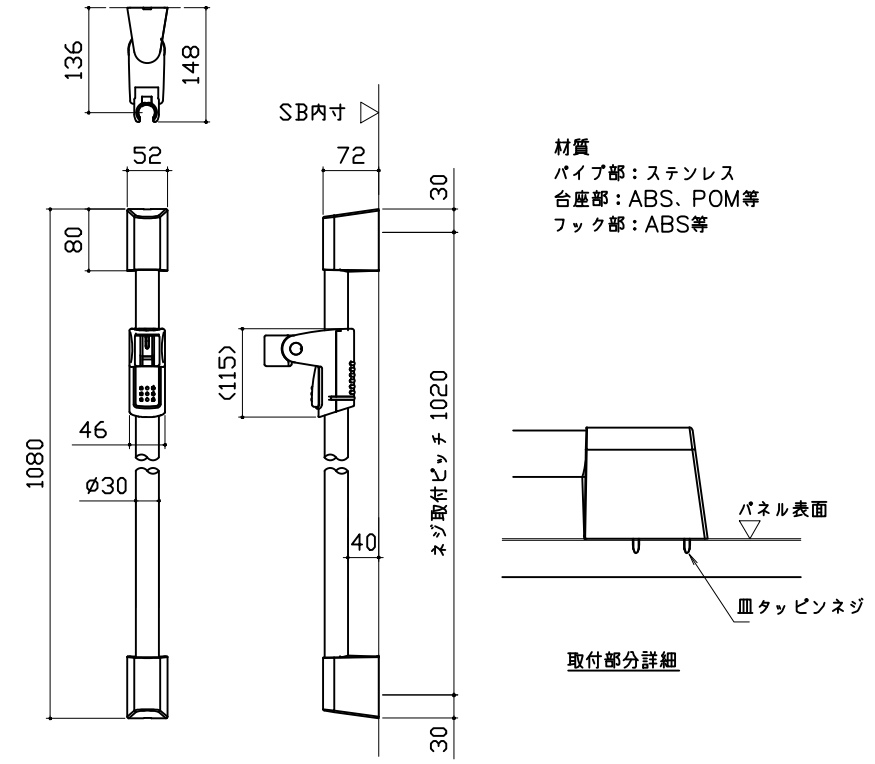 136
148
SB内寸
52
72
30
80
(115)
46
1080
ø30
ネジ取付ピッチ 1020
40
30
材質
パイプ部：ステンレス
台座部：ABS、POM等
フック部：ABS等
パネル表面
皿タッピンネジ
取付部分詳細